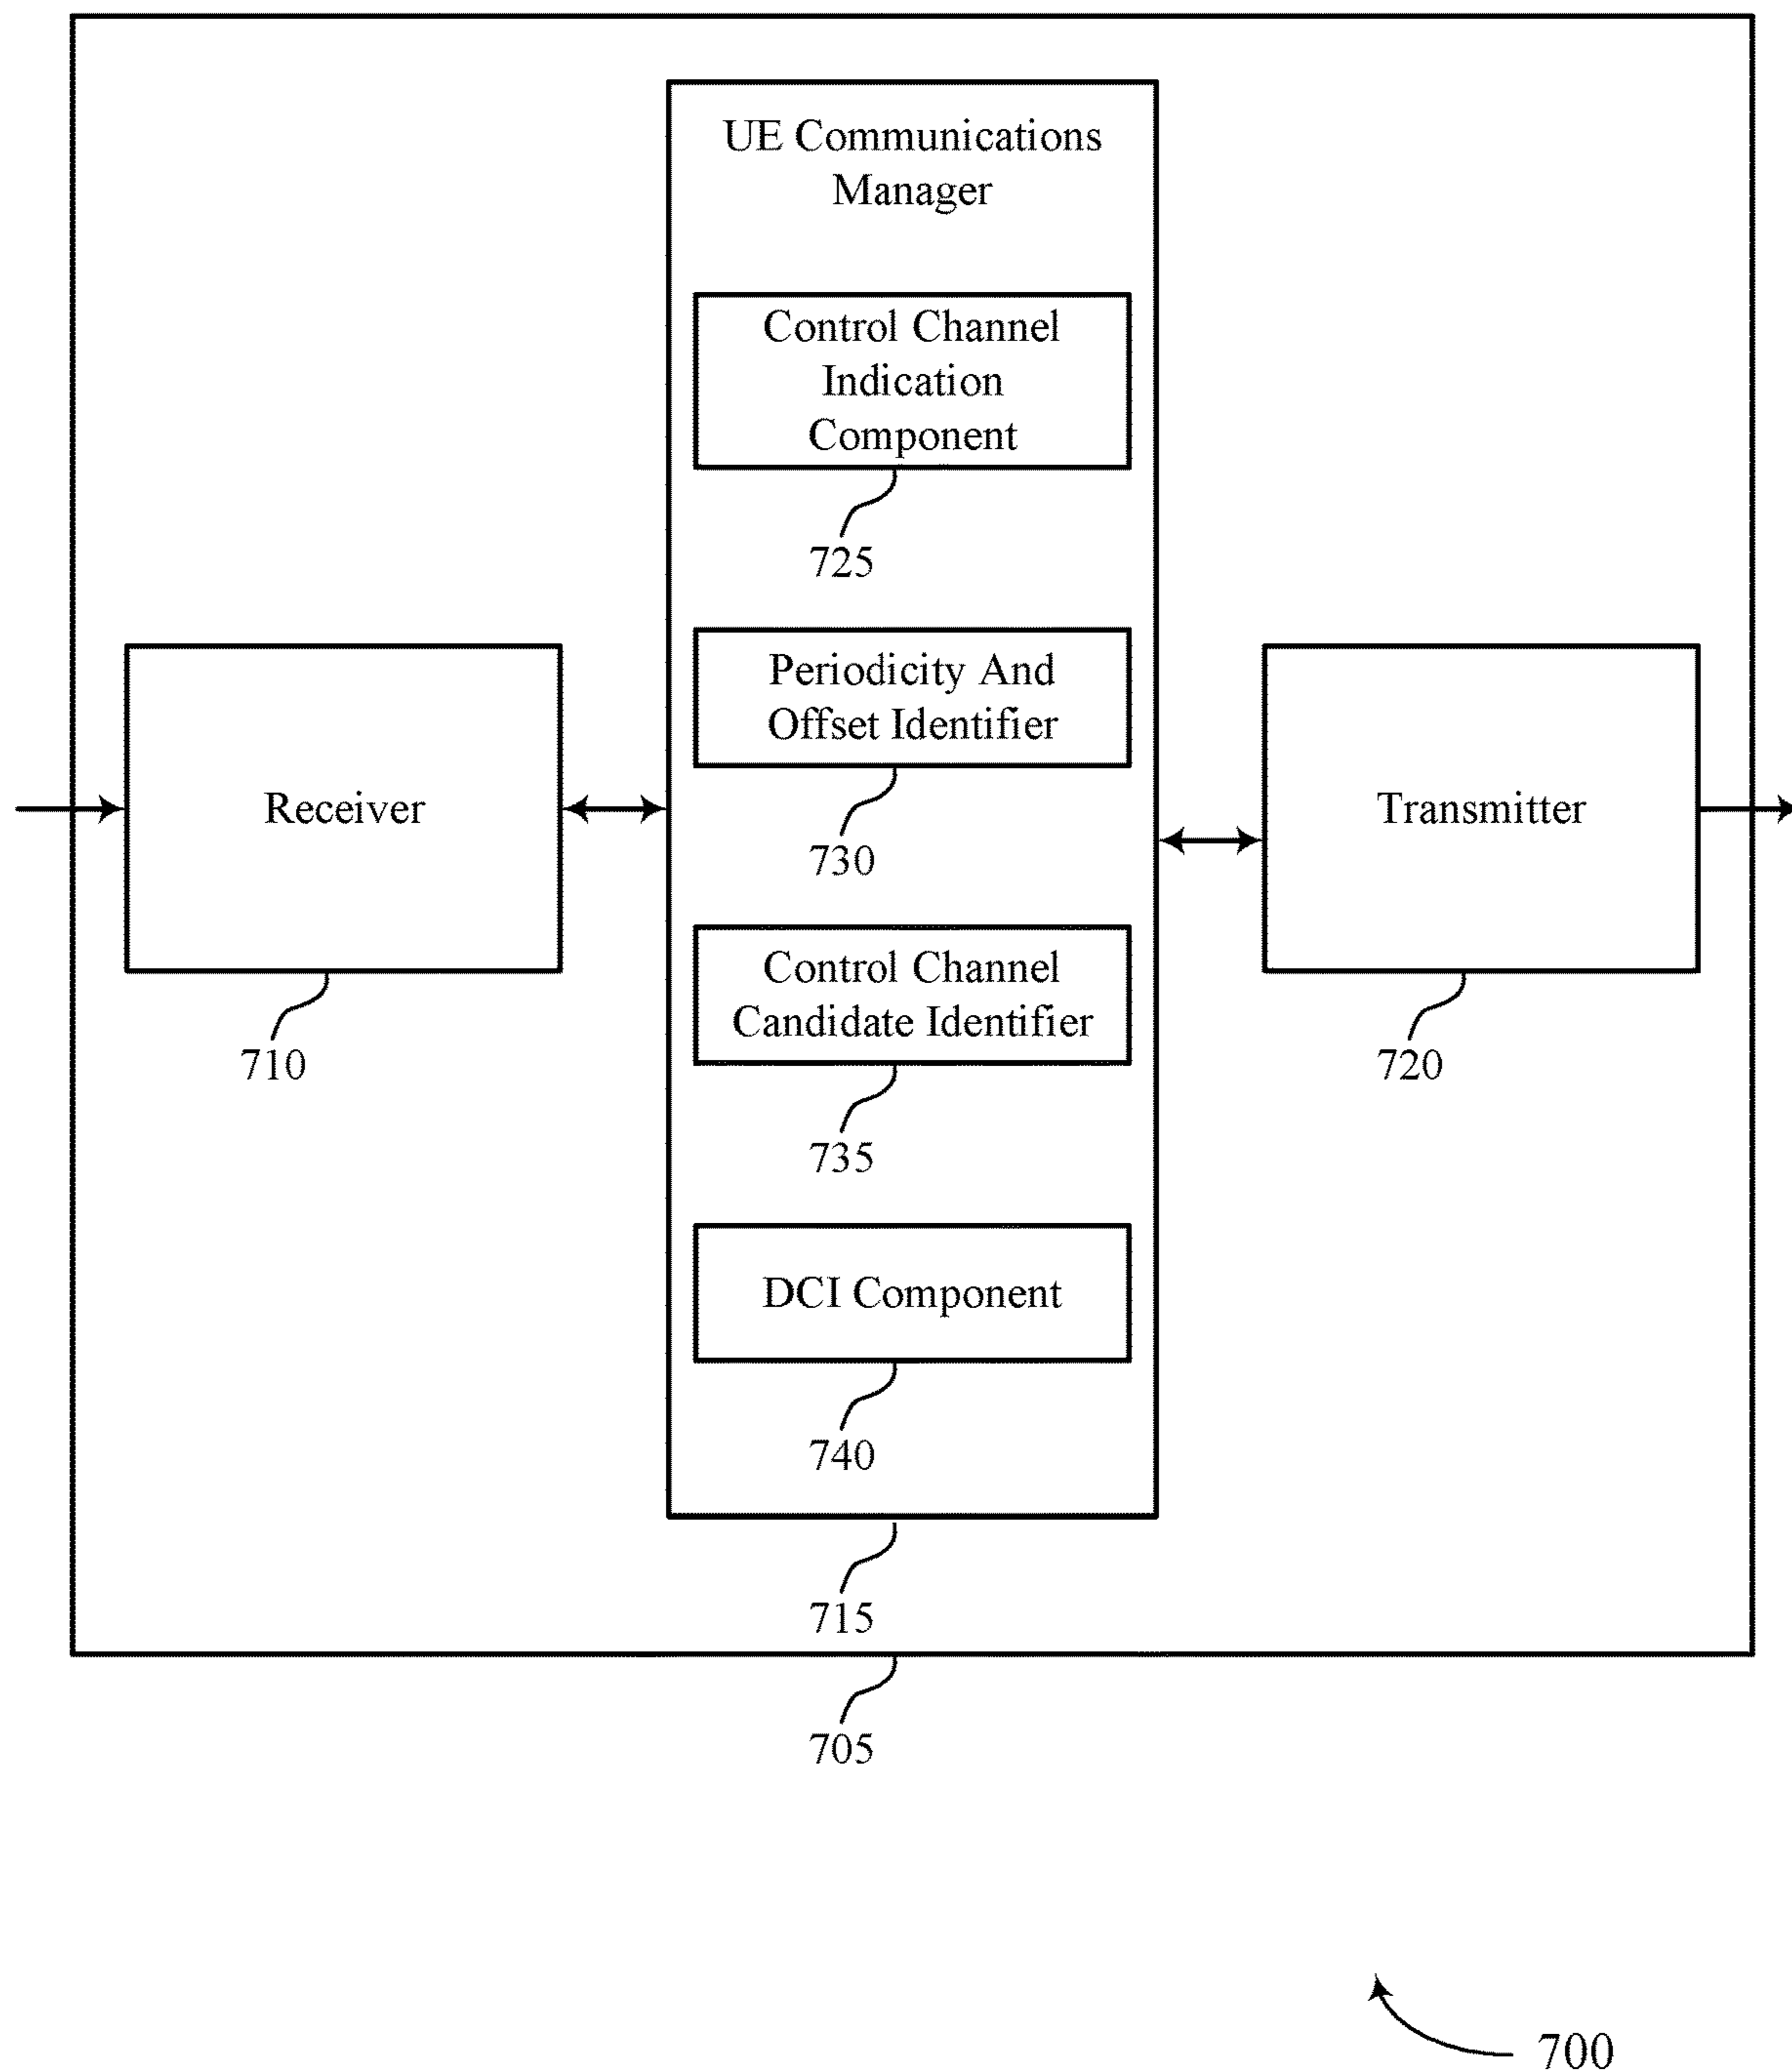 UE Communications
Manager
Control Channel
Indication
Component
725
Periodicity And
Offset Identifier
730
Receiver
710
Transmitter
720
Control Channel
Candidate Identifier
735
DCI Component
740
715
705
700